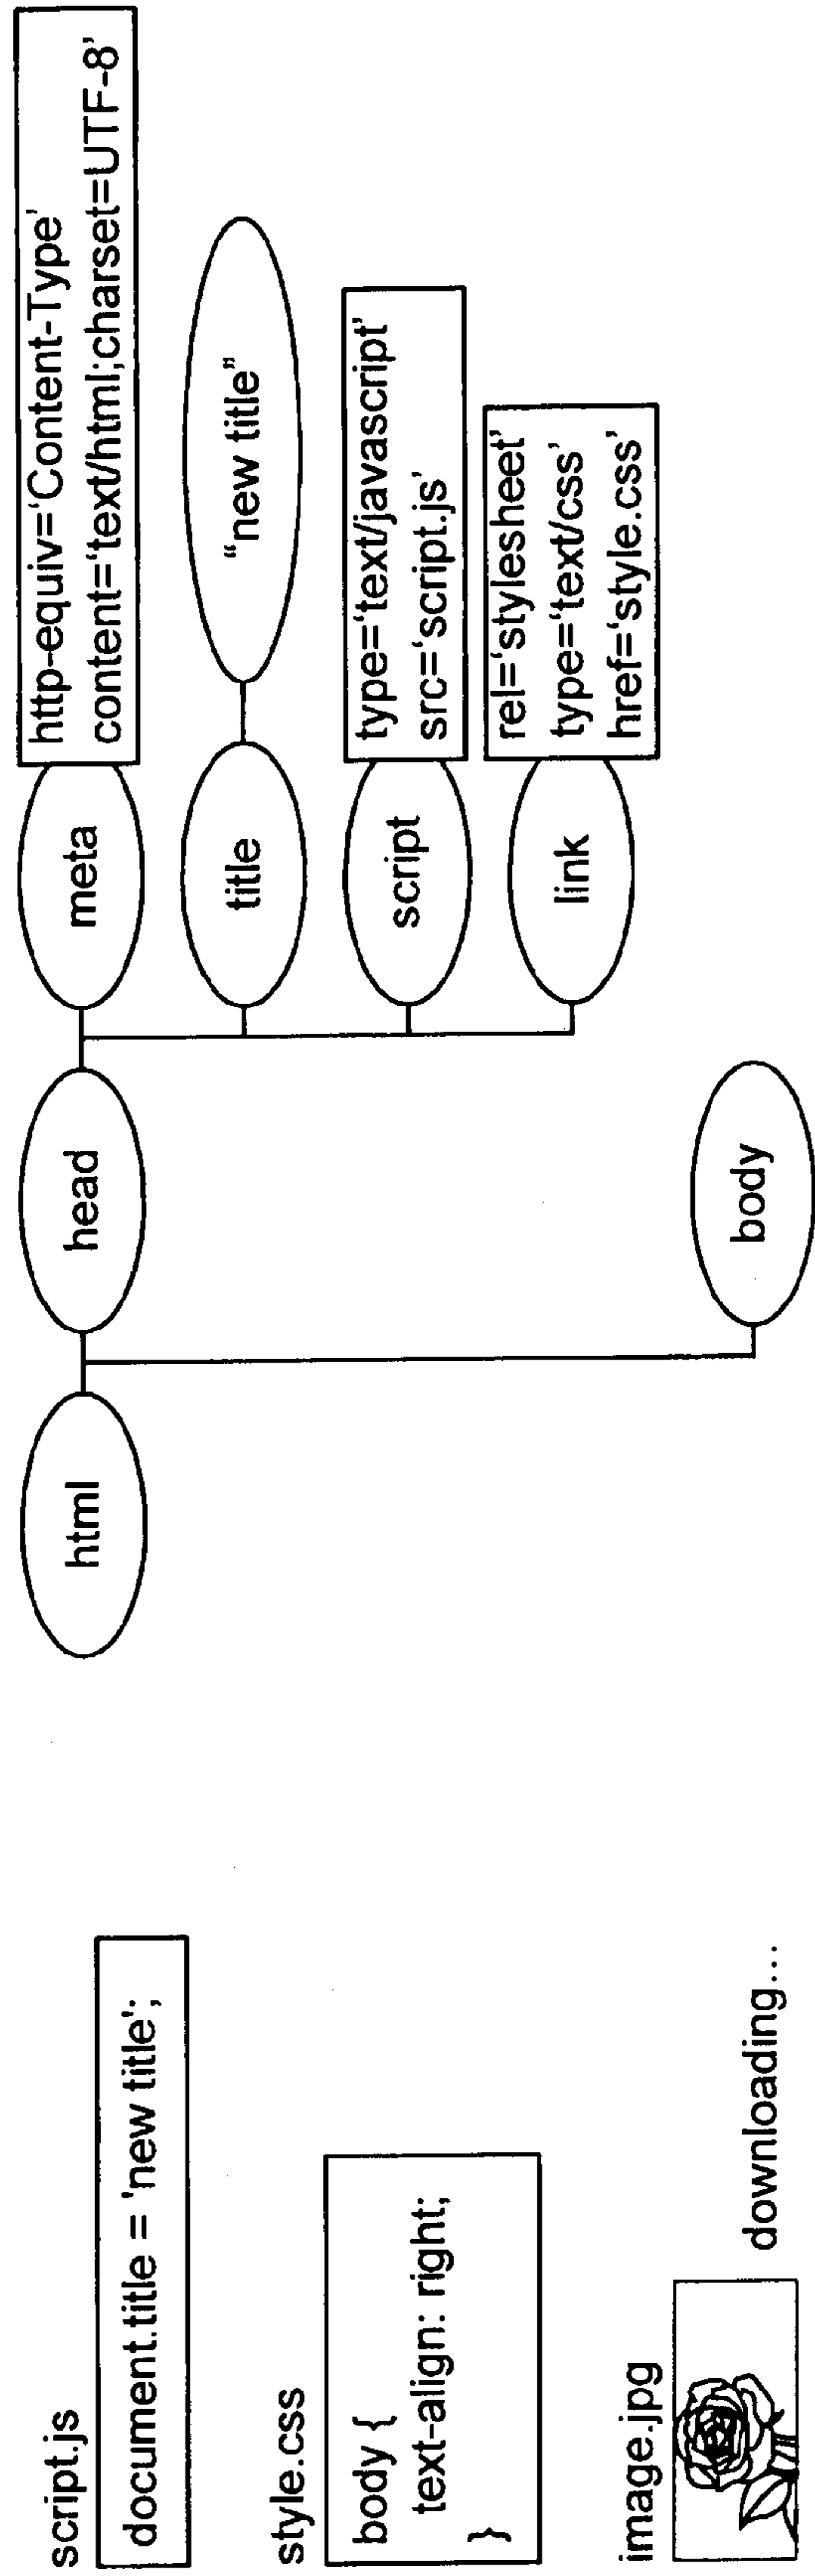 script.js
document.title = 'new title';
style.css
body {
text-align: right;
}
image.jpg
downloading...
html
head
meta
http-equiv=‘Content-Type’
content=‘text/html;charset=UTF-8’
title
“new title”
script
type=‘text/javascript’
src=‘script.js’
link
rel=‘stylesheet’
type=‘text/css’
href=‘style.css’
body